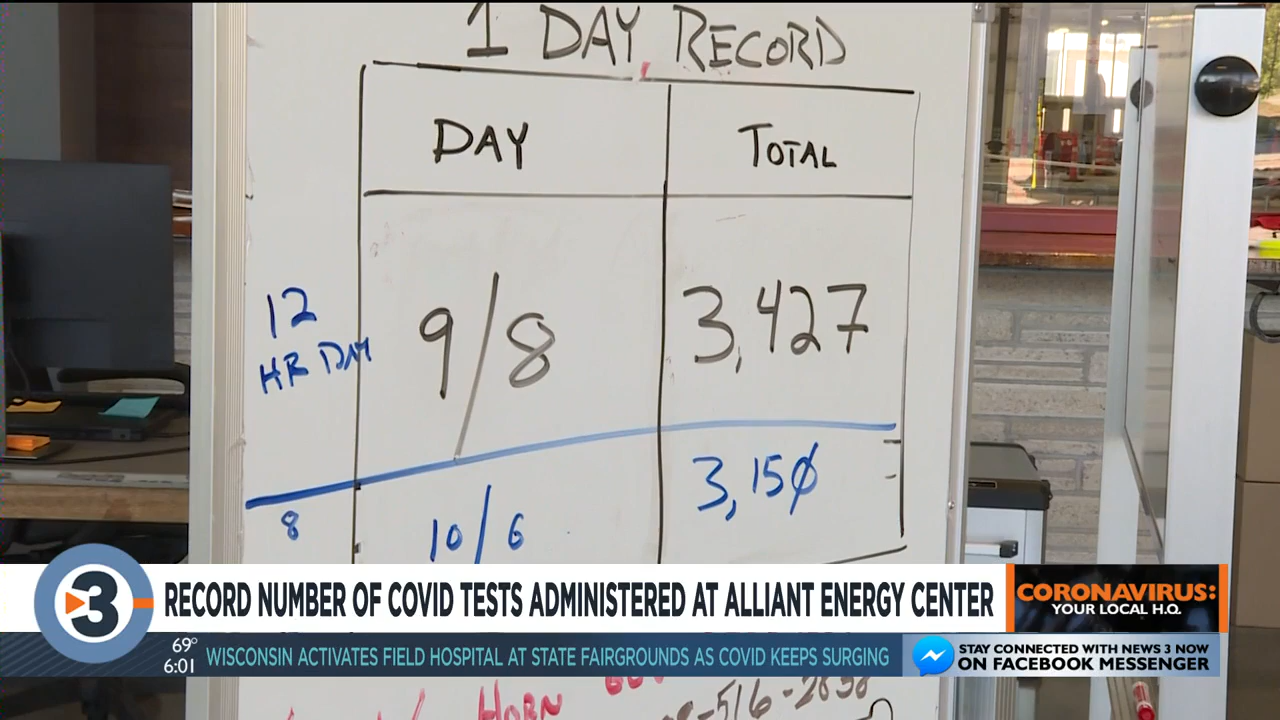 1 DAY RECORD
DAY TOTAL
12
HR DAY
9/8 3,427
8 10/6 3,150
3 RECORD NUMBER OF COVID TESTS ADMINISTERED AT ALLIANT ENERGY CENTER
CORONAVIRUS:
YOUR LOCAL H.Q.
69°
6:01
WISCONSIN ACTIVATES FIELD HOSPITAL AT STATE FAIRGROUNDS AS COVID KEEPS SURGING
STAY CONNECTED WITH NEWS 3 NOW
ON FACEBOOK MESSENGER
HORN